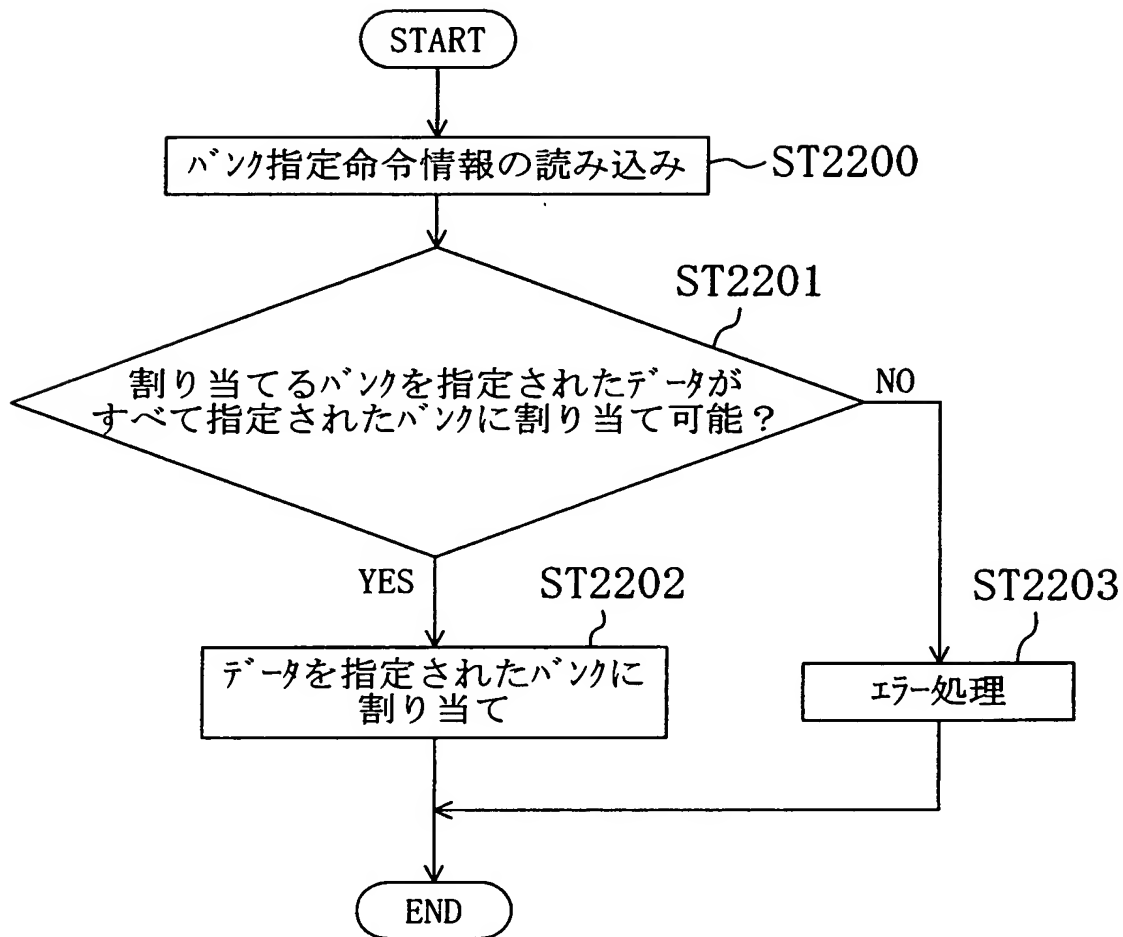 START
ﾊﾞﾝｸ指定命令情報の読み込み
ST2200
ST2201
割り当てるﾊﾞﾝｸを指定されたﾃﾞｰﾀが
すべて指定されたﾊﾞﾝｸに割り当て可能？
NO
YES
ST2202
ST2203
ﾃﾞｰﾀを指定されたﾊﾞﾝｸに
割り当て
ｴﾗｰ処理
END